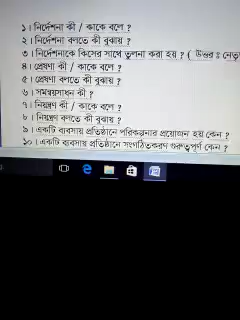 ১। নির্দেশনা কী / কাকে বলে ?
২। নির্দেশনা বলতে কী বুঝায় ?
৩। নির্দেশনাকে কিসের সাথে তুলনা করা হয় ? ( উত্তর ঃ নেতৃ
৪। প্রেষণা কী / কাকে বলে ?
৫। প্রেষণা বলতে কী বুঝায় ?
৬। সমন্বয়সাধন কী ?
৭। নিয়ন্ত্রণ কী / কাকে বলে ?
৮। নিয়ন্ত্রণ বলতে কী বুঝায় ?
৯। একটি ব্যবসায় প্রতিষ্ঠানে পরিকল্পনার প্রয়োজন হয় কেন ?
১০। একটি ব্যবসায় প্রতিষ্ঠানে সংগঠিতকরণ গুরুত্বপূর্ণ কেন ?